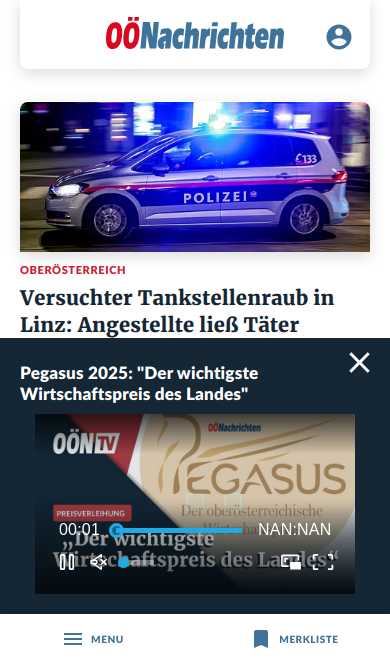 OÖNachrichten
133
POLIZEI
OBERÖSTERREICH
Versuchter Tankstellenraub in
Linz: Angestellte ließ Täter
Pegasus 2025: "Der wichtigste
Wirtschaftspreis des Landes"
OÖN TV
OÖNachrichten
PEGASUS
PREISVERLEIHUNG
Der oberösterreichische
00:01
NAN:NAN
„Der wichtigste
Wirtschaftspreis des Landes“
MENU
MERKLISTE